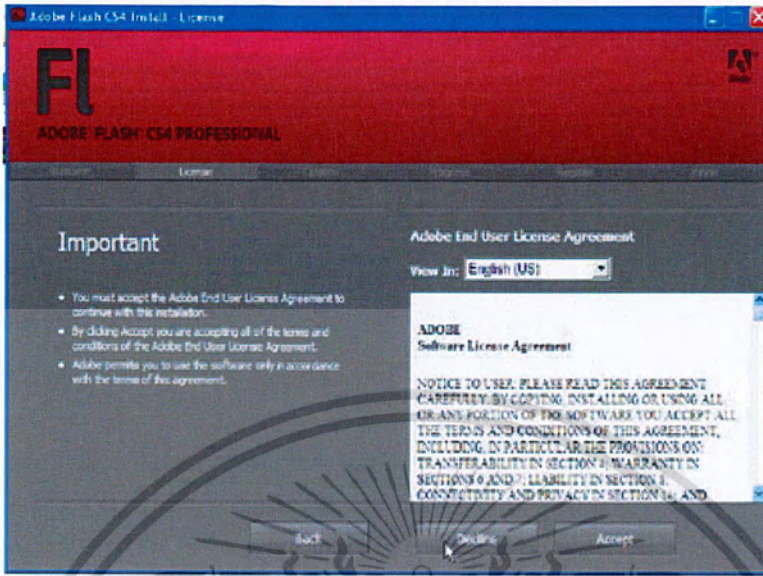 Adobe Flash CS4 Install - License
Fl
Adobe
ADOBE FLASH CS4 PROFESSIONAL
License
Important
Adobe End User License Agreement
View In: English (US)
• You must accept the Adobe End User License Agreement to
continue with this installation.
• By clicking Accept you are accepting all of the terms and
conditions of the Adobe End User License Agreement.
• Adobe permits you to use the software only in accordance
with the terms of this agreement.
ADOBE
Software License Agreement
NOTICE TO USER: PLEASE READ THIS AGREEMENT
CAREFULLY. BY COPYING, INSTALLING OR USING ALL
OR ANY PORTION OF THE SOFTWARE YOU ACCEPT ALL
THE TERMS AND CONDITIONS OF THIS AGREEMENT,
INCLUDING, IN PARTICULAR THE PROVISIONS ON:
TRANSFERABILITY IN SECTION 4; WARRANTY IN
SECTIONS 6 AND 7; LIABILITY IN SECTION 8;
CONNECTIVITY AND PRIVACY IN SECTION AND
Back
Decline
Accept